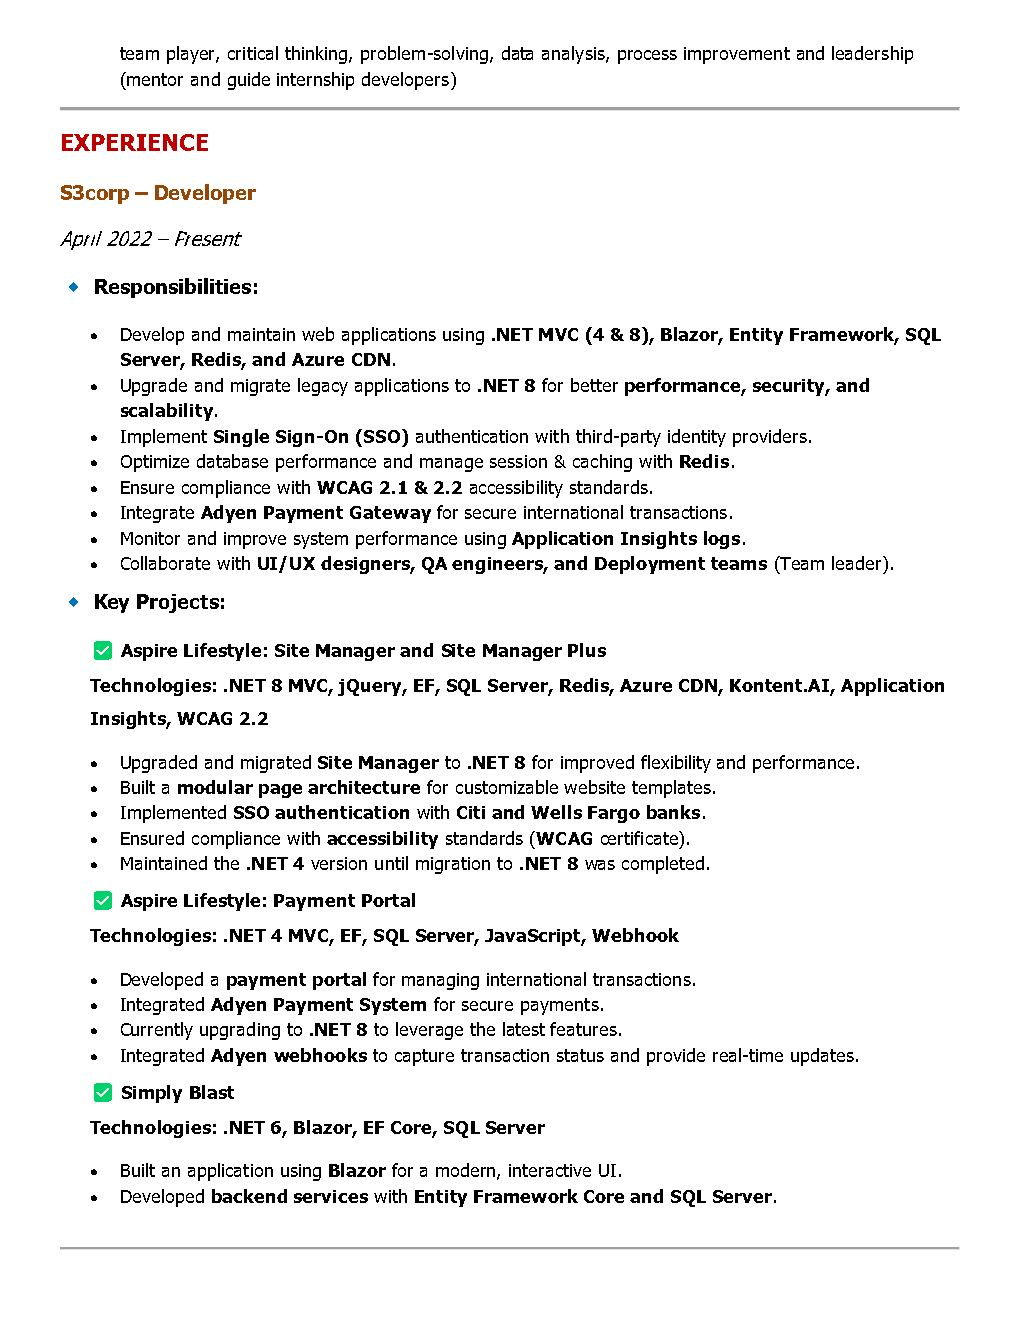 team player, critical thinking, problem-solving, data analysis, process improvement and leadership
(mentor and guide internship developers)
EXPERIENCE
S3corp – Developer
April 2022 – Present
Responsibilities:
• Develop and maintain web applications using .NET MVC (4 & 8), Blazor, Entity Framework, SQL
Server, Redis, and Azure CDN.
• Upgrade and migrate legacy applications to .NET 8 for better performance, security, and
scalability.
• Implement Single Sign-On (SSO) authentication with third-party identity providers.
• Optimize database performance and manage session & caching with Redis.
• Ensure compliance with WCAG 2.1 & 2.2 accessibility standards.
• Integrate Adyen Payment Gateway for secure international transactions.
• Monitor and improve system performance using Application Insights logs.
• Collaborate with UI/UX designers, QA engineers, and Deployment teams (Team leader).
Key Projects:
Aspire Lifestyle: Site Manager and Site Manager Plus
Technologies: .NET 8 MVC, jQuery, EF, SQL Server, Redis, Azure CDN, Kontent.AI, Application
Insights, WCAG 2.2
• Upgraded and migrated Site Manager to .NET 8 for improved flexibility and performance.
• Built a modular page architecture for customizable website templates.
• Implemented SSO authentication with Citi and Wells Fargo banks.
• Ensured compliance with accessibility standards (WCAG certificate).
• Maintained the .NET 4 version until migration to .NET 8 was completed.
Aspire Lifestyle: Payment Portal
Technologies: .NET 4 MVC, EF, SQL Server, JavaScript, Webhook
• Developed a payment portal for managing international transactions.
• Integrated Adyen Payment System for secure payments.
• Currently upgrading to .NET 8 to leverage the latest features.
• Integrated Adyen webhooks to capture transaction status and provide real-time updates.
Simply Blast
Technologies: .NET 6, Blazor, EF Core, SQL Server
• Built an application using Blazor for a modern, interactive UI.
• Developed backend services with Entity Framework Core and SQL Server.